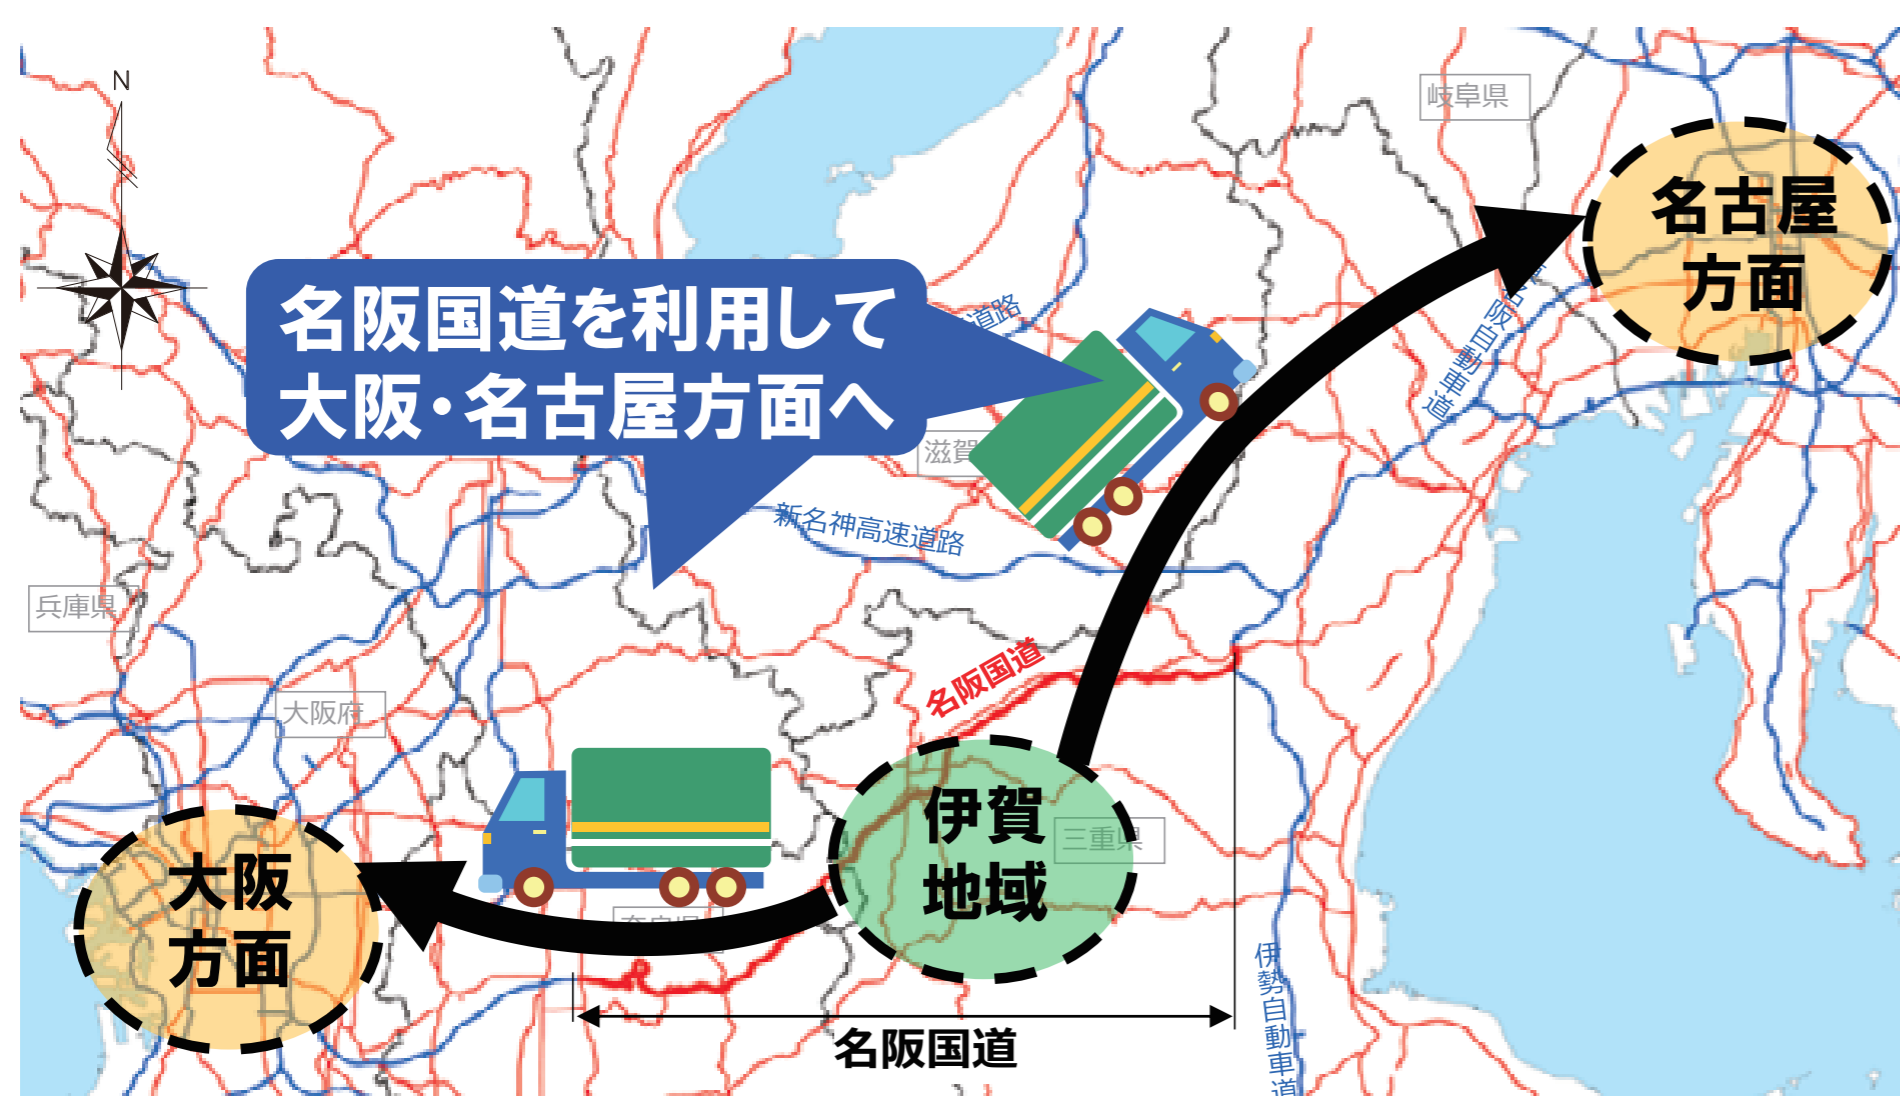 N
岐阜県
名古屋
方面
名阪国道を利用して
大阪・名古屋方面へ
道路
阪自動車道
滋賀
新名神高速道路
兵庫県
名阪国道
大阪府
伊賀
地域
三重県
大阪
方面
伊勢自動車道
名阪国道